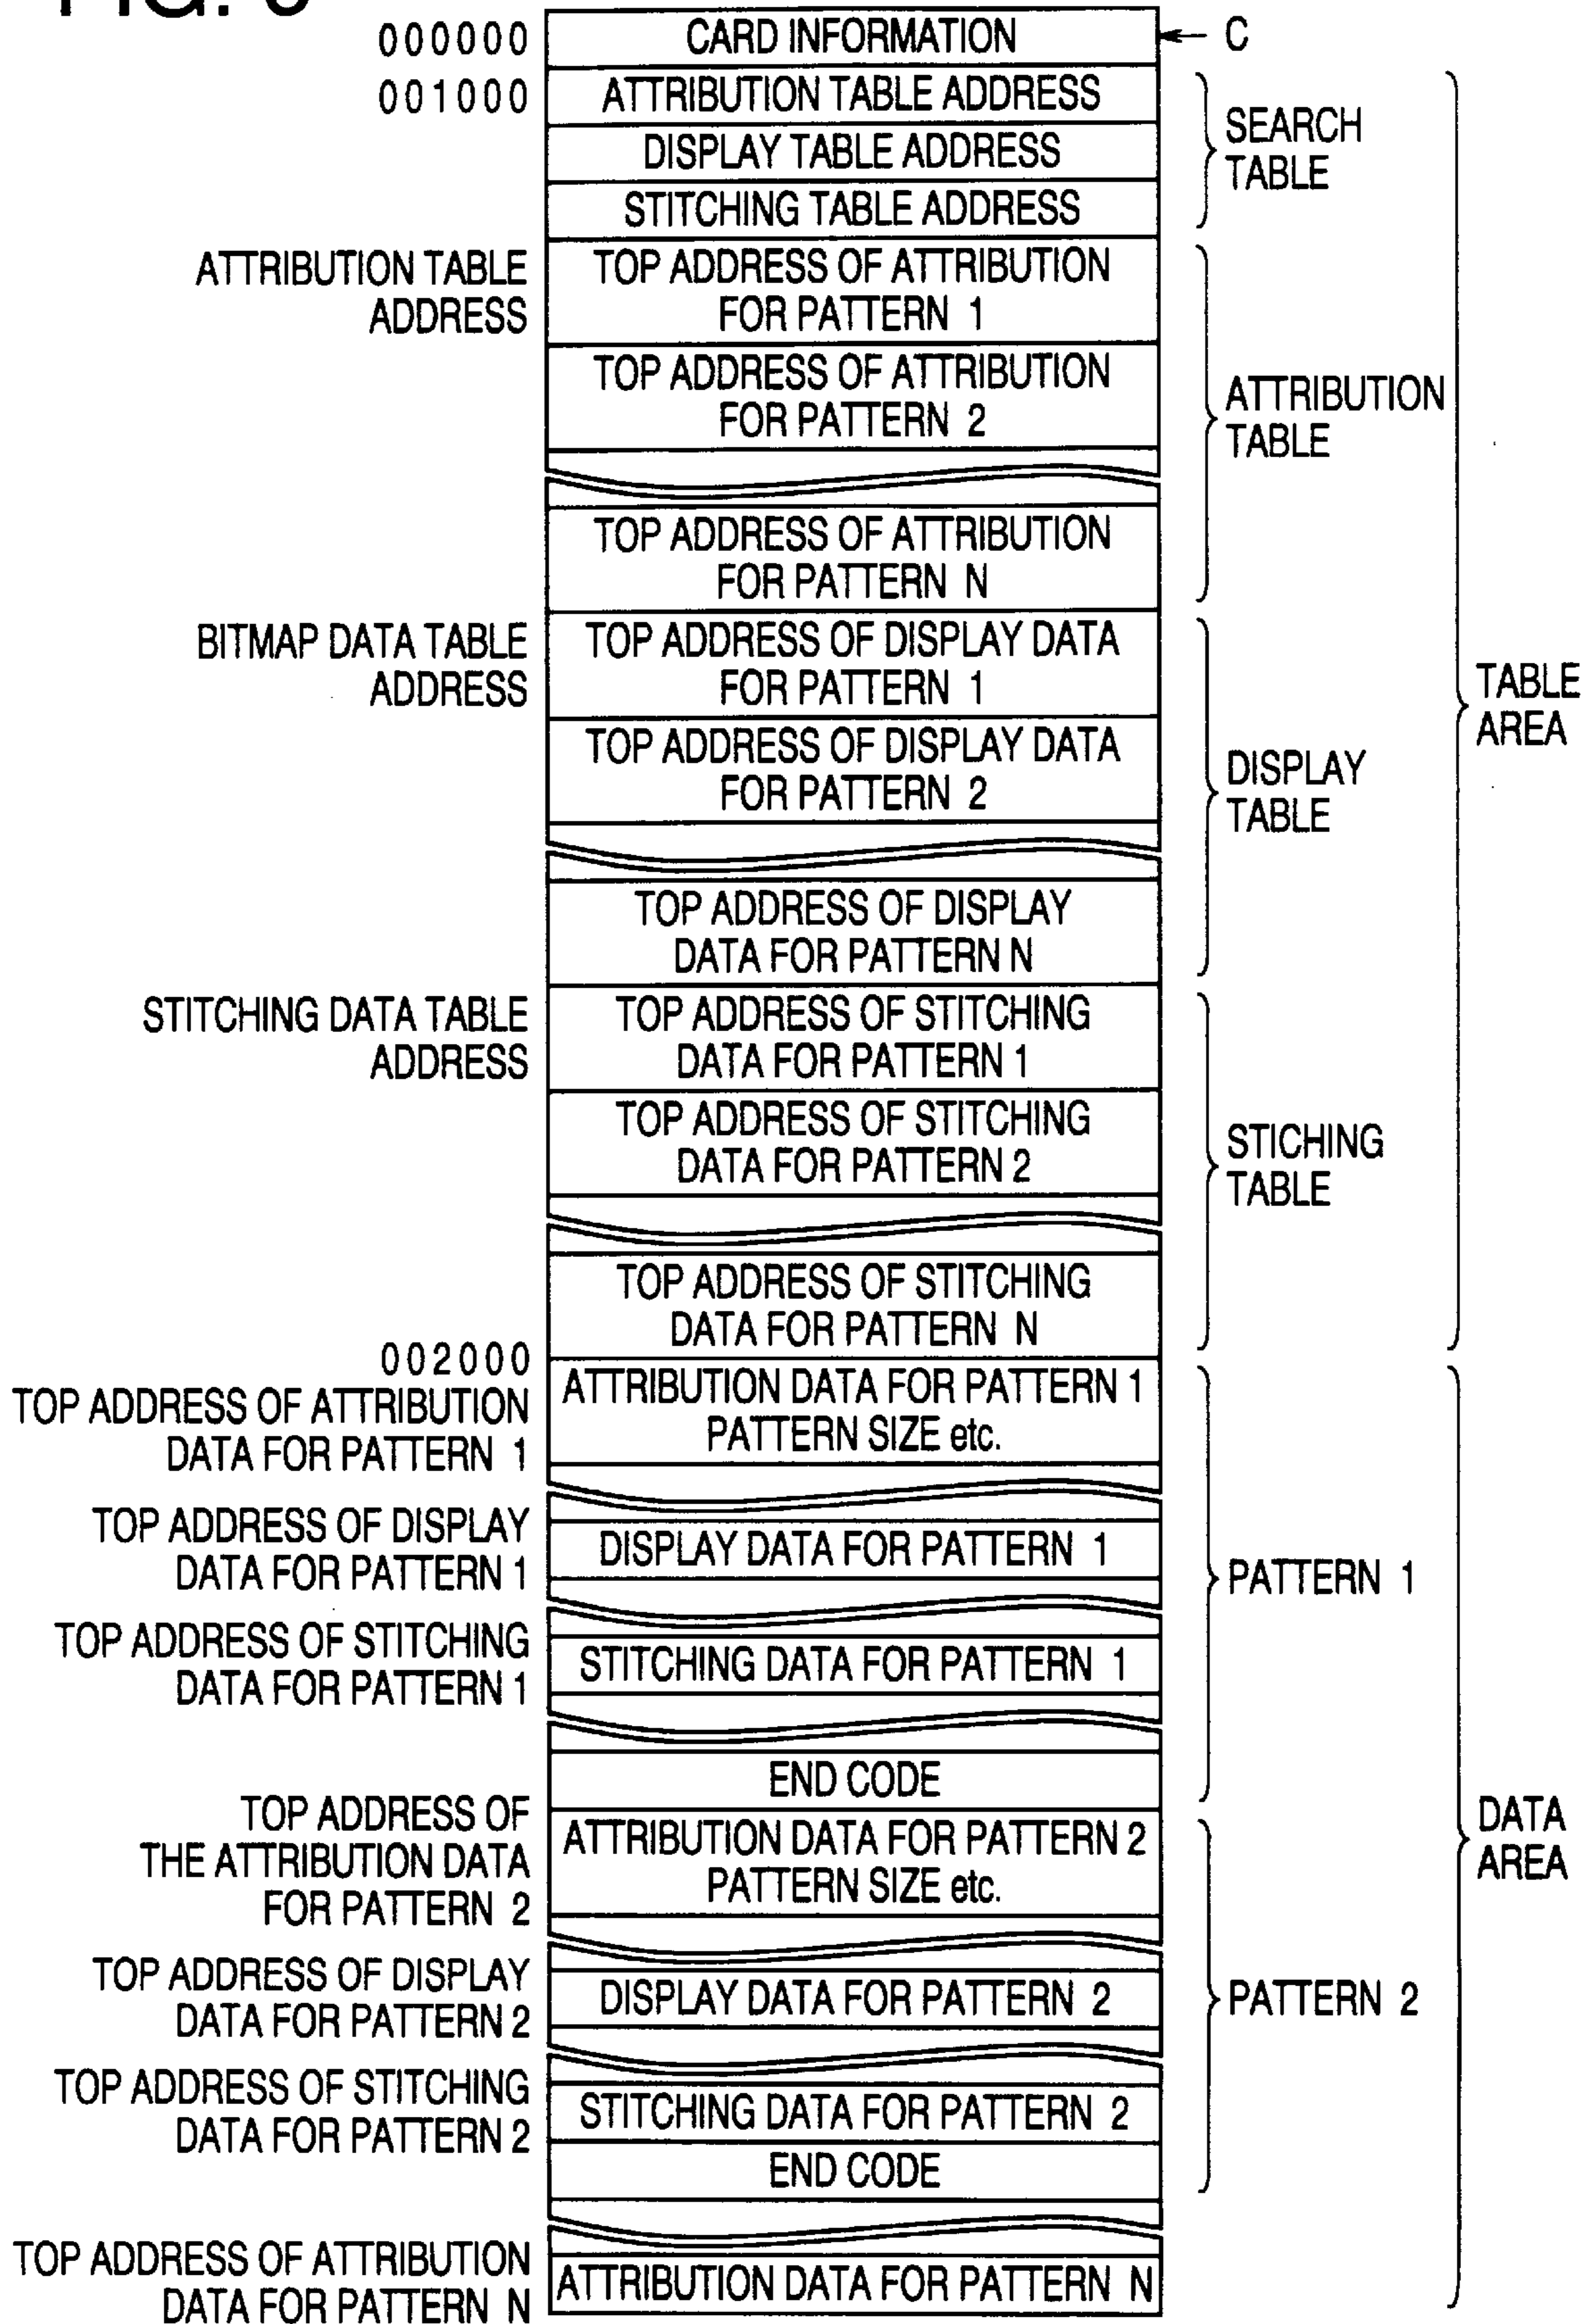 000000
CARD INFORMATION
C
001000
ATTRIBUTION TABLE ADDRESS
DISPLAY TABLE ADDRESS
STITCHING TABLE ADDRESS
SEARCH
TABLE
ATTRIBUTION TABLE
ADDRESS
TOP ADDRESS OF ATTRIBUTION
FOR PATTERN 1
TOP ADDRESS OF ATTRIBUTION
FOR PATTERN 2
TOP ADDRESS OF ATTRIBUTION
FOR PATTERN N
ATTRIBUTION
TABLE
BITMAP DATA TABLE
ADDRESS
TOP ADDRESS OF DISPLAY DATA
FOR PATTERN 1
TOP ADDRESS OF DISPLAY DATA
FOR PATTERN 2
TOP ADDRESS OF DISPLAY
DATA FOR PATTERN N
DISPLAY
TABLE
TABLE
AREA
STITCHING DATA TABLE
ADDRESS
TOP ADDRESS OF STITCHING
DATA FOR PATTERN 1
TOP ADDRESS OF STITCHING
DATA FOR PATTERN 2
TOP ADDRESS OF STITCHING
DATA FOR PATTERN N
STICHING
TABLE
002000
TOP ADDRESS OF ATTRIBUTION
DATA FOR PATTERN 1
ATTRIBUTION DATA FOR PATTERN 1
PATTERN SIZE etc.
TOP ADDRESS OF DISPLAY
DATA FOR PATTERN 1
DISPLAY DATA FOR PATTERN 1
TOP ADDRESS OF STITCHING
DATA FOR PATTERN 1
STITCHING DATA FOR PATTERN 1
END CODE
PATTERN 1
TOP ADDRESS OF
THE ATTRIBUTION DATA
FOR PATTERN 2
ATTRIBUTION DATA FOR PATTERN 2
PATTERN SIZE etc.
TOP ADDRESS OF DISPLAY
DATA FOR PATTERN 2
DISPLAY DATA FOR PATTERN 2
TOP ADDRESS OF STITCHING
DATA FOR PATTERN 2
STITCHING DATA FOR PATTERN 2
END CODE
PATTERN 2
DATA
AREA
TOP ADDRESS OF ATTRIBUTION
DATA FOR PATTERN N
ATTRIBUTION DATA FOR PATTERN N